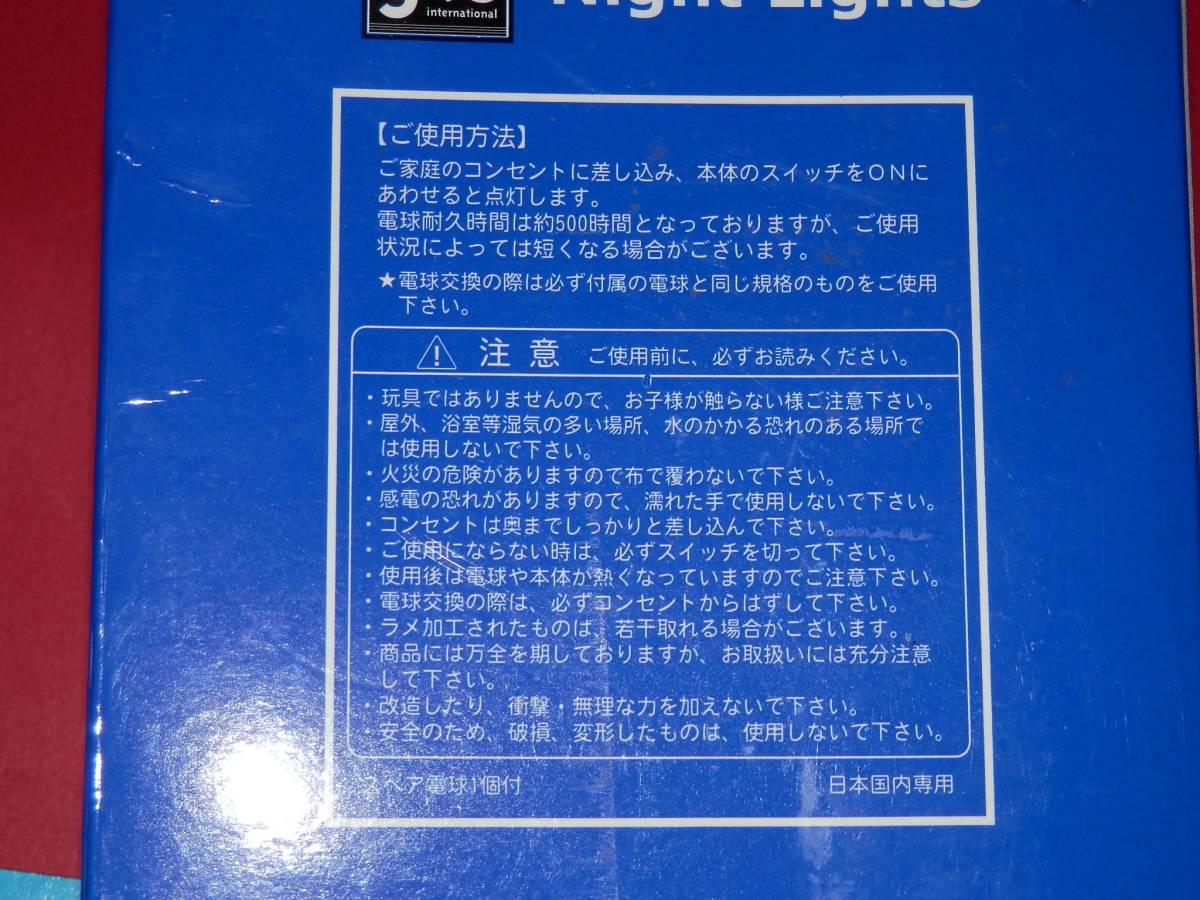 international
Night Lights
【ご使用方法】
ご家庭のコンセントに差し込み、本体のスイッチをＯＮに
あわせると点灯します。
電球耐久時間は約500時間となっておりますが、ご使用
状況によっては短くなる場合がございます。
★電球交換の際は必ず付属の電球と同じ規格のものをご使用
下さい。
注意 ご使用前に、必ずお読みください。
・玩具ではありませんので、お子様が触らない様ご注意下さい。
・屋外、浴室等湿気の多い場所、水のかかる恐れのある場所で
は使用しないで下さい。
・火災の危険がありますので布で覆わないで下さい。
・感電の恐れがありますので、濡れた手で使用しないで下さい。
・コンセントは奥までしっかりと差し込んで下さい。
・ご使用にならない時は、必ずスイッチを切って下さい。
・使用後は電球や本体が熱くなっていますのでご注意下さい。
・電球交換の際は、必ずコンセントからはずして下さい。
・ラメ加工されたものは、若干取れる場合がございます。
・商品には万全を期しておりますが、お取扱いには充分注意
して下さい。
・改造したり、衝撃・無理な力を加えないで下さい。
・安全のため、破損、変形したものは、使用しないで下さい。
スペア電球1個付
日本国内専用